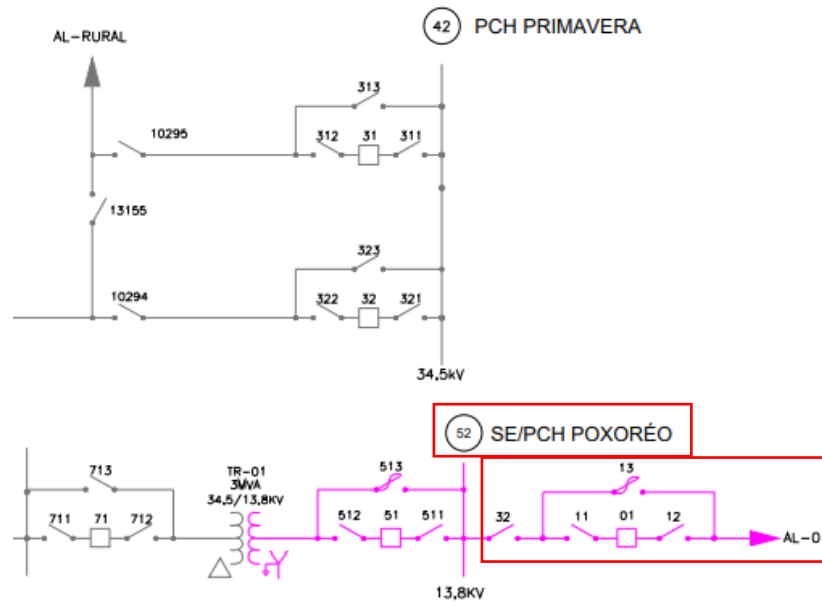 42 PCH PRIMAVERA
AL-RURAL
313
10295
312 31 311
13155
323
10294
322 32 321
34,5kV
52 SE/PCH POXORÉO
713
TR-01
3MVA
34,5/13,8KV
513
13
711 71 712
512 51 511
32
11 01 12
AL-0
13,8KV